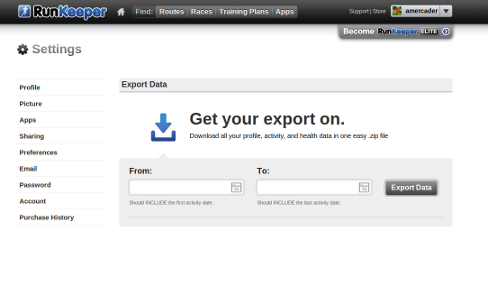 RunKeeper
Find: Routes Races Training Plans Apps
Support | Store
amercader
Become RunKeeper ELITE
Settings
Profile
Picture
Apps
Sharing
Preferences
Email
Password
Account
Purchase History
Export Data
Get your export on.
Download all your profile, activity, and health data in one easy .zip file
From:
Should INCLUDE the first activity date.
To:
Should INCLUDE the last activity date.
Export Data